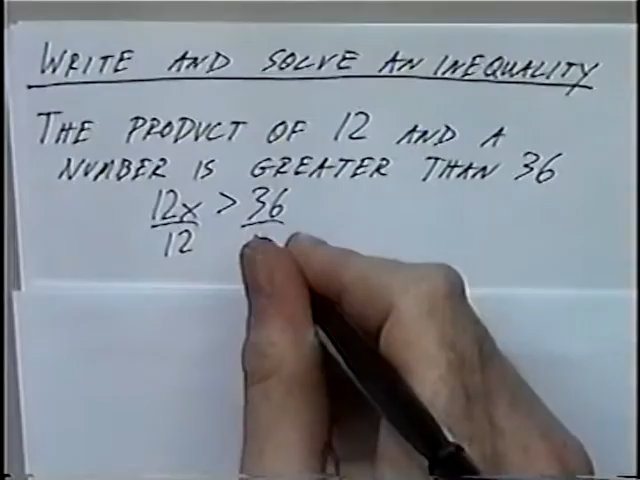 WRITE AND SOLVE AN INEQUALITY
THE PRODUCT OF 12 AND A
NUMBER IS GREATER THAN 36
12x > 36
12